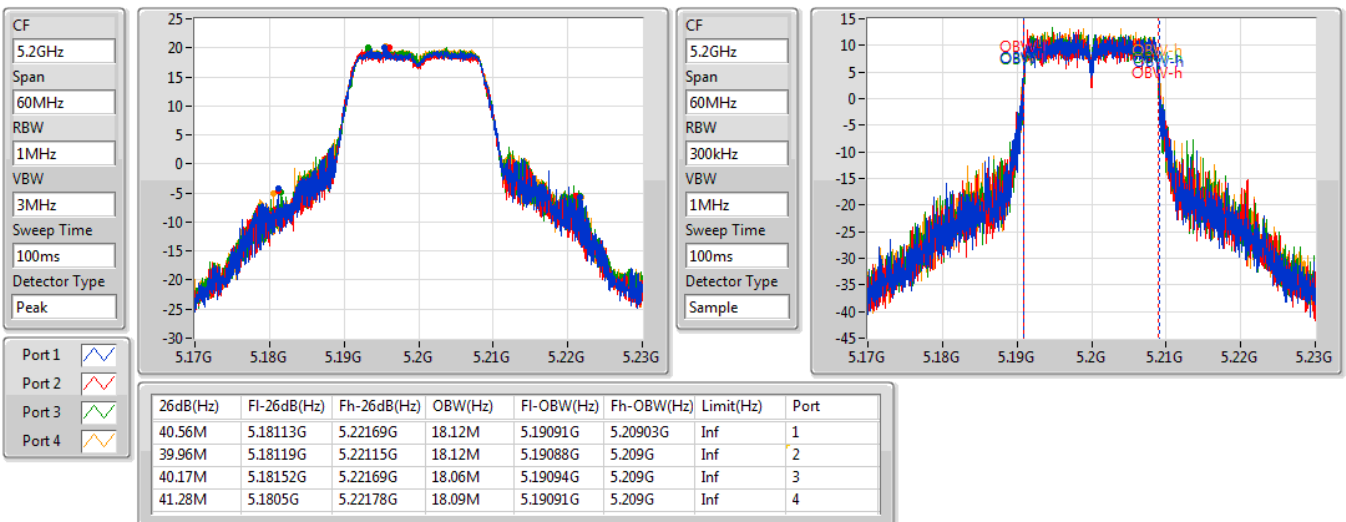 CF
5.2GHz
Span
60MHz
RBW
1MHz
VBW
3MHz
Sweep Time
100ms
Detector Type
Peak
25
20
15
10
5
0
-5
-10
-15
-20
-25
-30
5.17G 5.18G 5.19G 5.2G 5.21G 5.22G 5.23G
CF
5.2GHz
Span
60MHz
RBW
300kHz
VBW
1MHz
Sweep Time
100ms
Detector Type
Sample
15
10
5
0
-5
-10
-15
-20
-25
-30
-35
-40
-45
OBW-h
OBW-h
5.17G 5.18G 5.19G 5.2G 5.21G 5.22G 5.23G
Port 1
Port 2
Port 3
Port 4
26dB(Hz) Fl-26dB(Hz) Fh-26dB(Hz) OBW(Hz) Fl-OBW(Hz) Fh-OBW(Hz) Limit(Hz) Port
40.56M 5.18113G 5.22169G 18.12M 5.19091G 5.20903G Inf 1
39.96M 5.18119G 5.22115G 18.12M 5.19088G 5.209G Inf 2
40.17M 5.18152G 5.22169G 18.06M 5.19094G 5.209G Inf 3
41.28M 5.1805G 5.22178G 18.09M 5.19091G 5.209G Inf 4